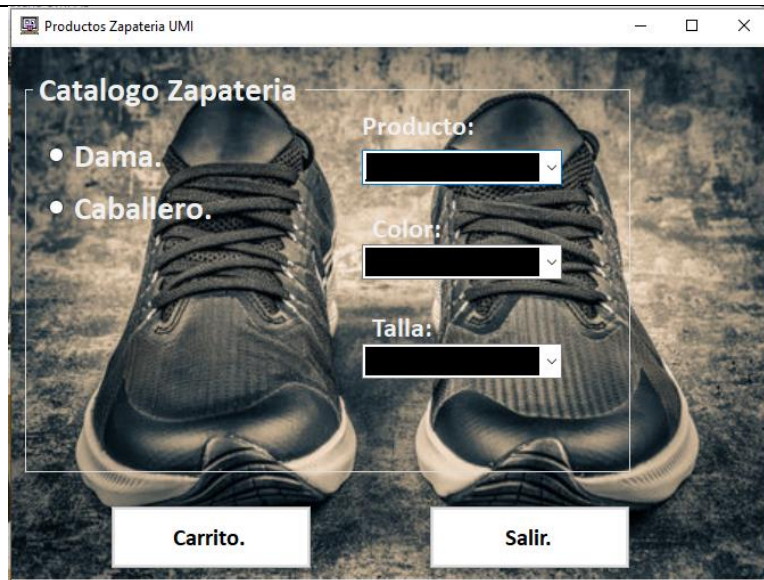 Productos Zapateria UMI
Catalogo Zapateria
Dama.
Caballero.
Producto:
Color:
Talla:
Carrito.
Salir.